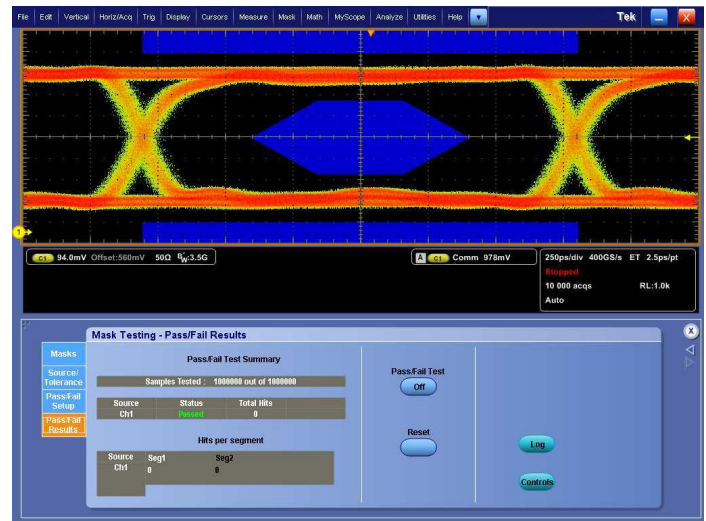 File Edit Vertical Horiz/Acq Trig Display Cursors Measure Mask Math MyScope Analyze Utilities Help Tek X
1
C1 94.0mV Offset:560mV 50Ω BW:3.5G
A C1 Comm 978mV
250ps/div 400GS/s ET 2.5ps/pt
Stopped
10 000 acqs RL:1.0k
Auto
Mask Testing - Pass/Fail Results
X
Masks
Source/
Tolerance
Pass/Fail
Setup
Pass/Fail
Results
Pass/Fail Test Summary
Samples Tested : 1000000 out of 1000000
Source Status Total Hits
Ch1 Passed 0
Hits per segment
Source Seg1 Seg2
Ch1 0 0
Pass/Fail Test
Off
Reset
Log
Controls